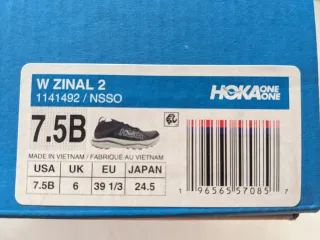 W ZINAL 2
1141492 / NSSO
HOKA ONE ONE
7.5B
MADE IN VIETNAM / FABRIQUÉ AU VIETNAM
USA UK EU JAPAN
7.5B 6 39 1/3 24.5
1 96565 57085 7